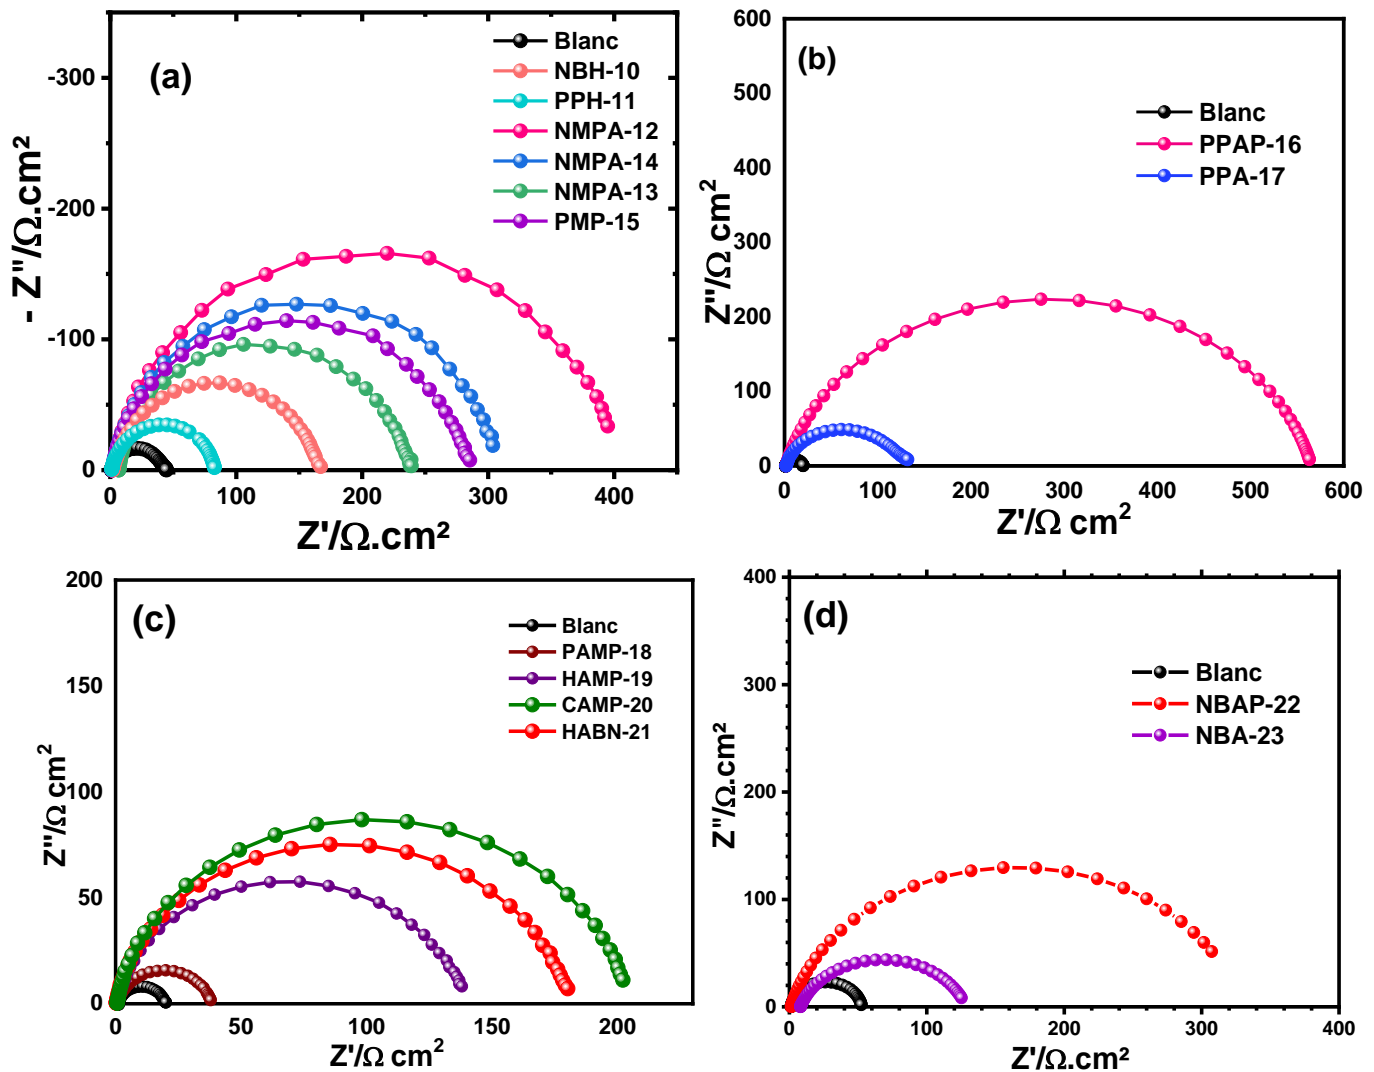 (a)
Blanc
NBH-10
PPH-11
NMPA-12
NMPA-14
NMPA-13
PMP-15
-300
-200
-100
0
- Z''/Ω.cm²
0 100 200 300 400
Z'/Ω.cm²
(b)
Blanc
PPAP-16
PPA-17
600
500
400
300
200
100
0
Z''/Ω cm²
0 100 200 300 400 500 600
Z'/Ω cm²
(c)
Blanc
PAMP-18
HAMP-19
CAMP-20
HABN-21
200
150
100
50
0
Z''/Ω cm²
0 50 100 150 200
Z'/Ω cm²
(d)
Blanc
NBAP-22
NBA-23
400
300
200
100
0
Z''/Ω.cm²
0 100 200 300 400
Z'/Ω.cm²